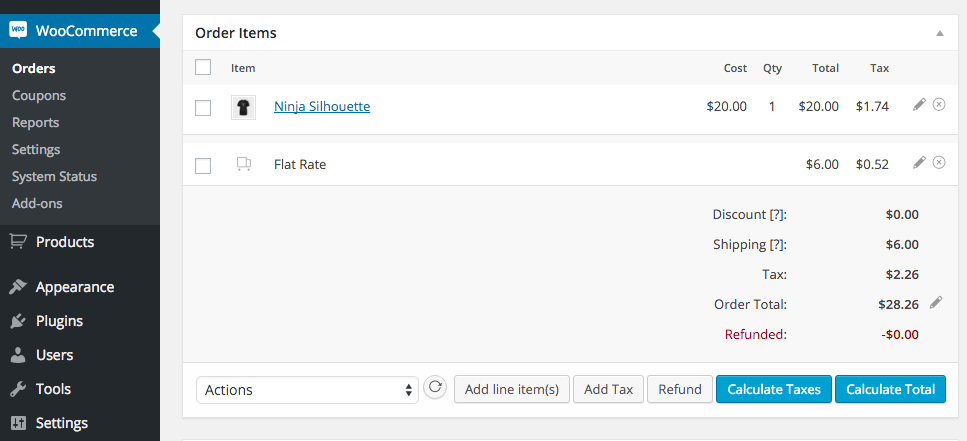 WOO WooCommerce
Orders
Coupons
Reports
Settings
System Status
Add-ons
Products
Appearance
Plugins
Users
Tools
Settings
Order Items
Item Cost Qty Total Tax
Ninja Silhouette $20.00 1 $20.00 $1.74
Flat Rate $6.00 $0.52
Discount [?]: $0.00
Shipping [?]: $6.00
Tax: $2.26
Order Total: $28.26
Refunded: -$0.00
Actions Add line item(s) Add Tax Refund Calculate Taxes Calculate Total